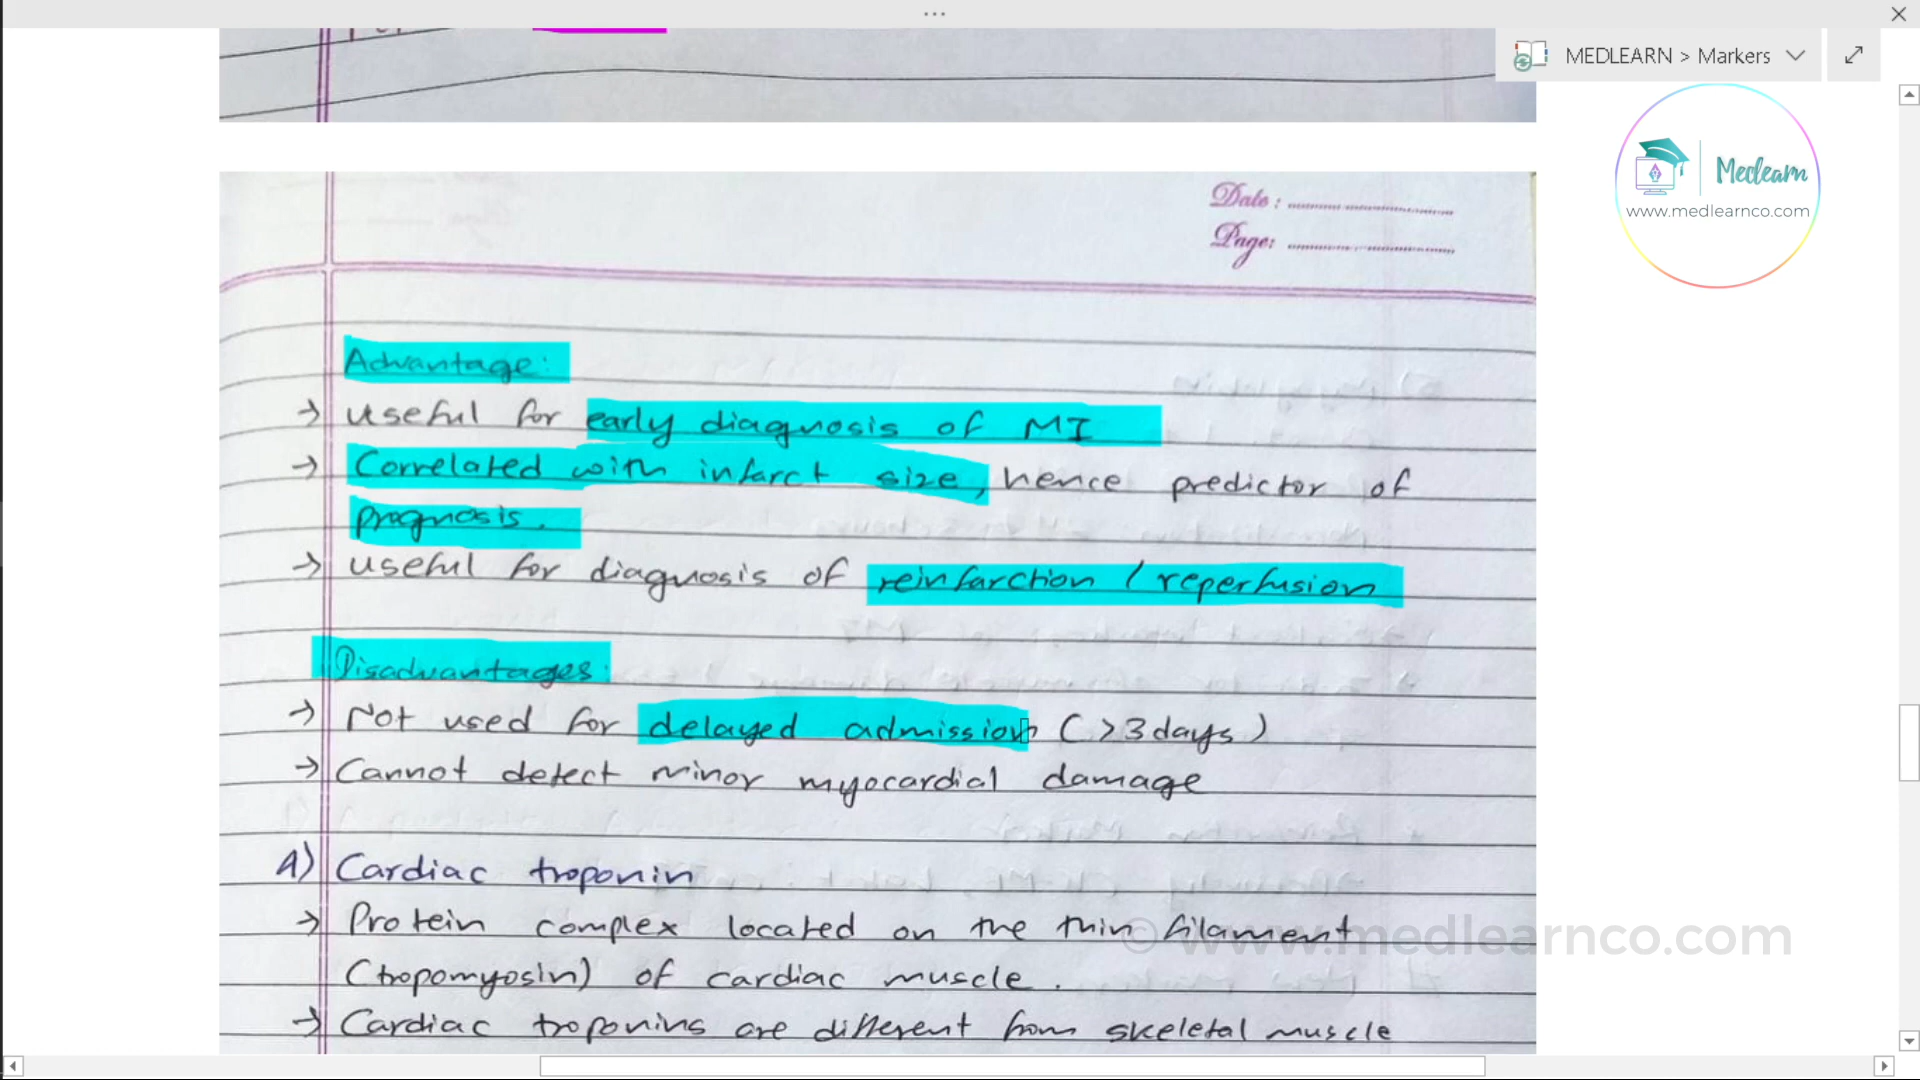 MEDLEARN > Markers
Medlearn
www.medlearnco.com
Date :
Page:
Advantage:
→ useful for early diagnosis of MI
→ Correlated with infarct size, hence predictor of
prognosis.
→ useful for diagnosis of reinfarction / reperfusion
Disadvantages:
→ Not used for delayed admission ( >3days )
→ Cannot detect minor myocardial damage
A) Cardiac troponin
→ Protein complex located on the thin filament
(tropomyosin) of cardiac muscle .
→ Cardiac troponins are different from skeletal muscle
© www.medlearnco.com